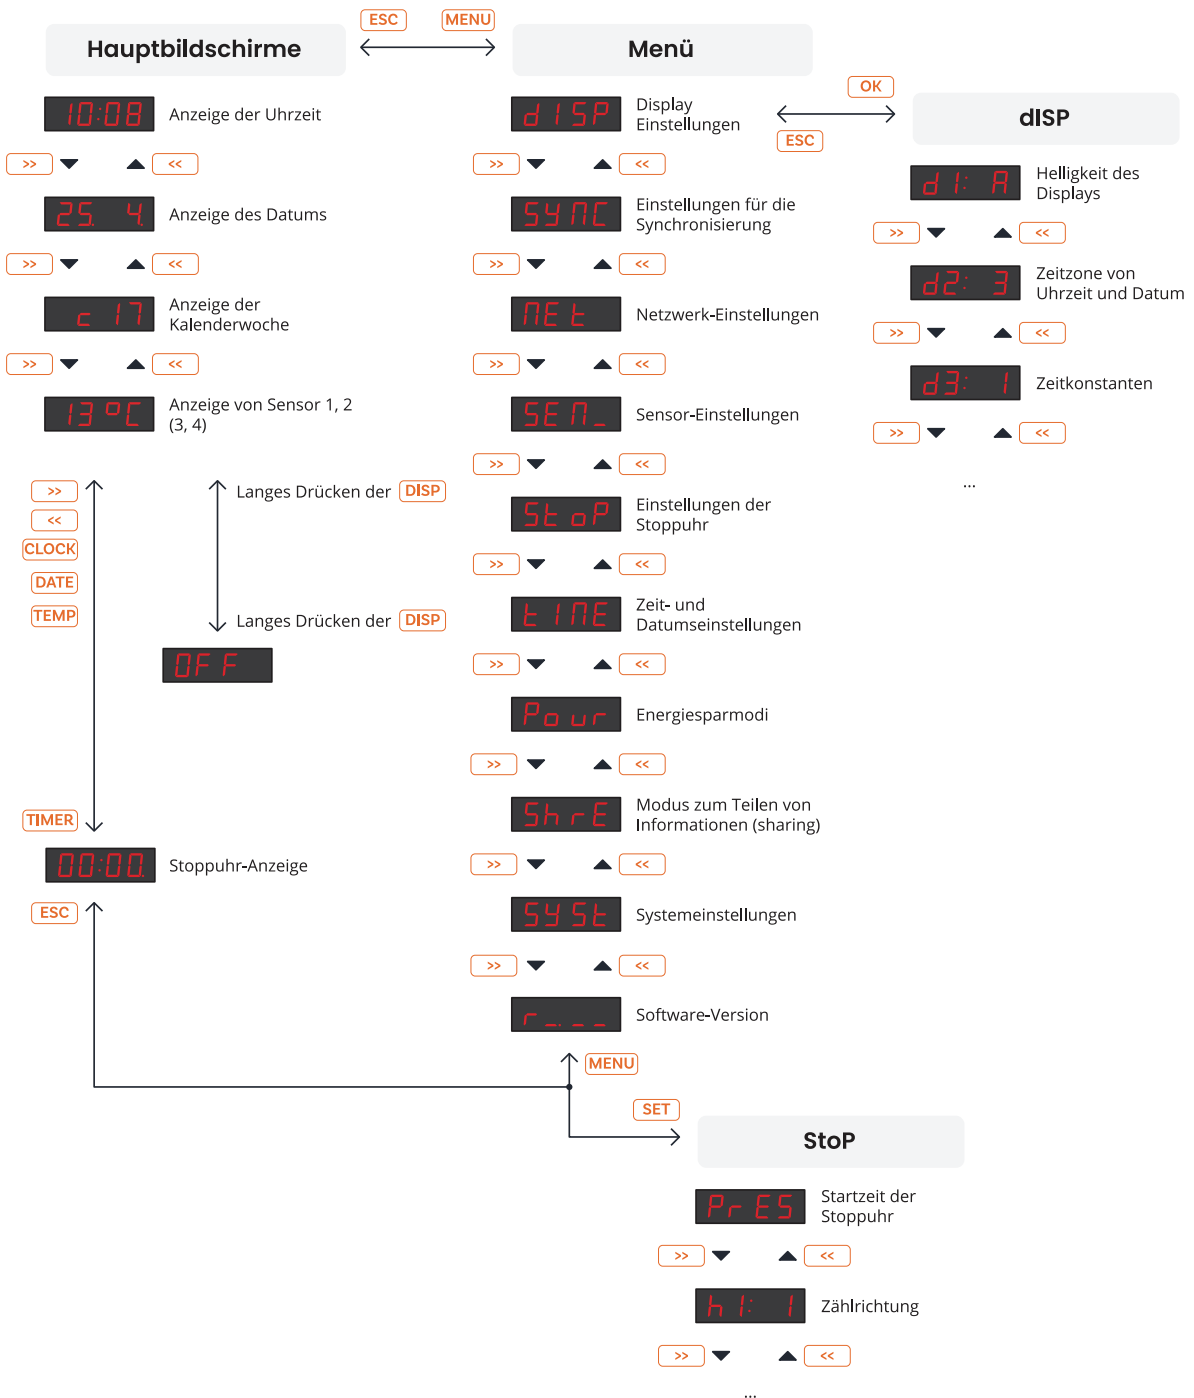 ESC
MENU
Hauptbildschirme
Menü
10:08
Anzeige der Uhrzeit
>>
<<
25. 4.
Anzeige des Datums
>>
<<
c 17
Anzeige der
Kalenderwoche
>>
<<
13 °C
Anzeige von Sensor 1, 2
(3, 4)
>>
<<
CLOCK
DATE
TEMP
Langes Drücken der DISP
Langes Drücken der DISP
OFF
TIMER
00:00.
Stoppuhr-Anzeige
ESC
dISP
Display
Einstellungen
>>
<<
SYNC
Einstellungen für die
Synchronisierung
>>
<<
NEt
Netzwerk-Einstellungen
>>
<<
SEN_
Sensor-Einstellungen
>>
<<
StoP
Einstellungen der
Stoppuhr
>>
<<
tIME
Zeit- und
Datumseinstellungen
>>
<<
Pour
Energiesparmodi
>>
<<
ShrE
Modus zum Teilen von
Informationen (sharing)
>>
<<
SYSt
Systemeinstellungen
>>
<<
r _._ _
Software-Version
MENU
OK
ESC
dISP
d1: A
Helligkeit des
Displays
>>
<<
d2: 3
Zeitzone von
Uhrzeit und Datum
>>
<<
d3: 1
Zeitkonstanten
>>
<<
...
SET
StoP
PrES
Startzeit der
Stoppuhr
>>
<<
h1: 1
Zählrichtung
>>
<<
...